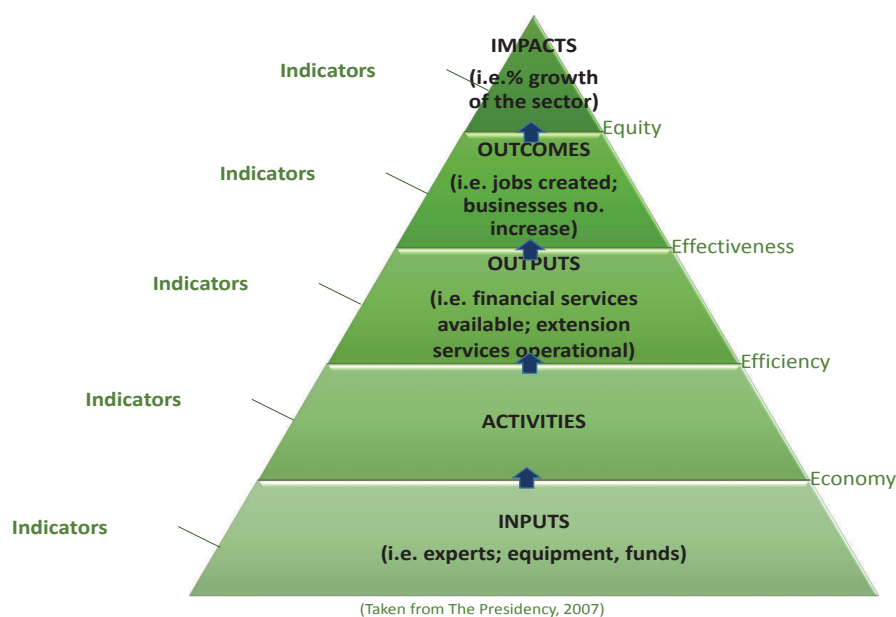 IMPACTS
Indicators
(i.e.% growth
of the sector)
Equity
OUTCOMES
Indicators
(i.e. jobs created;
businesses no.
increase)
Effectiveness
OUTPUTS
Indicators
(i.e. financial services
available; extension
services operational)
Efficiency
Indicators
ACTIVITIES
Economy
INPUTS
Indicators
(i.e. experts; equipment, funds)
(Taken from The Presidency, 2007)